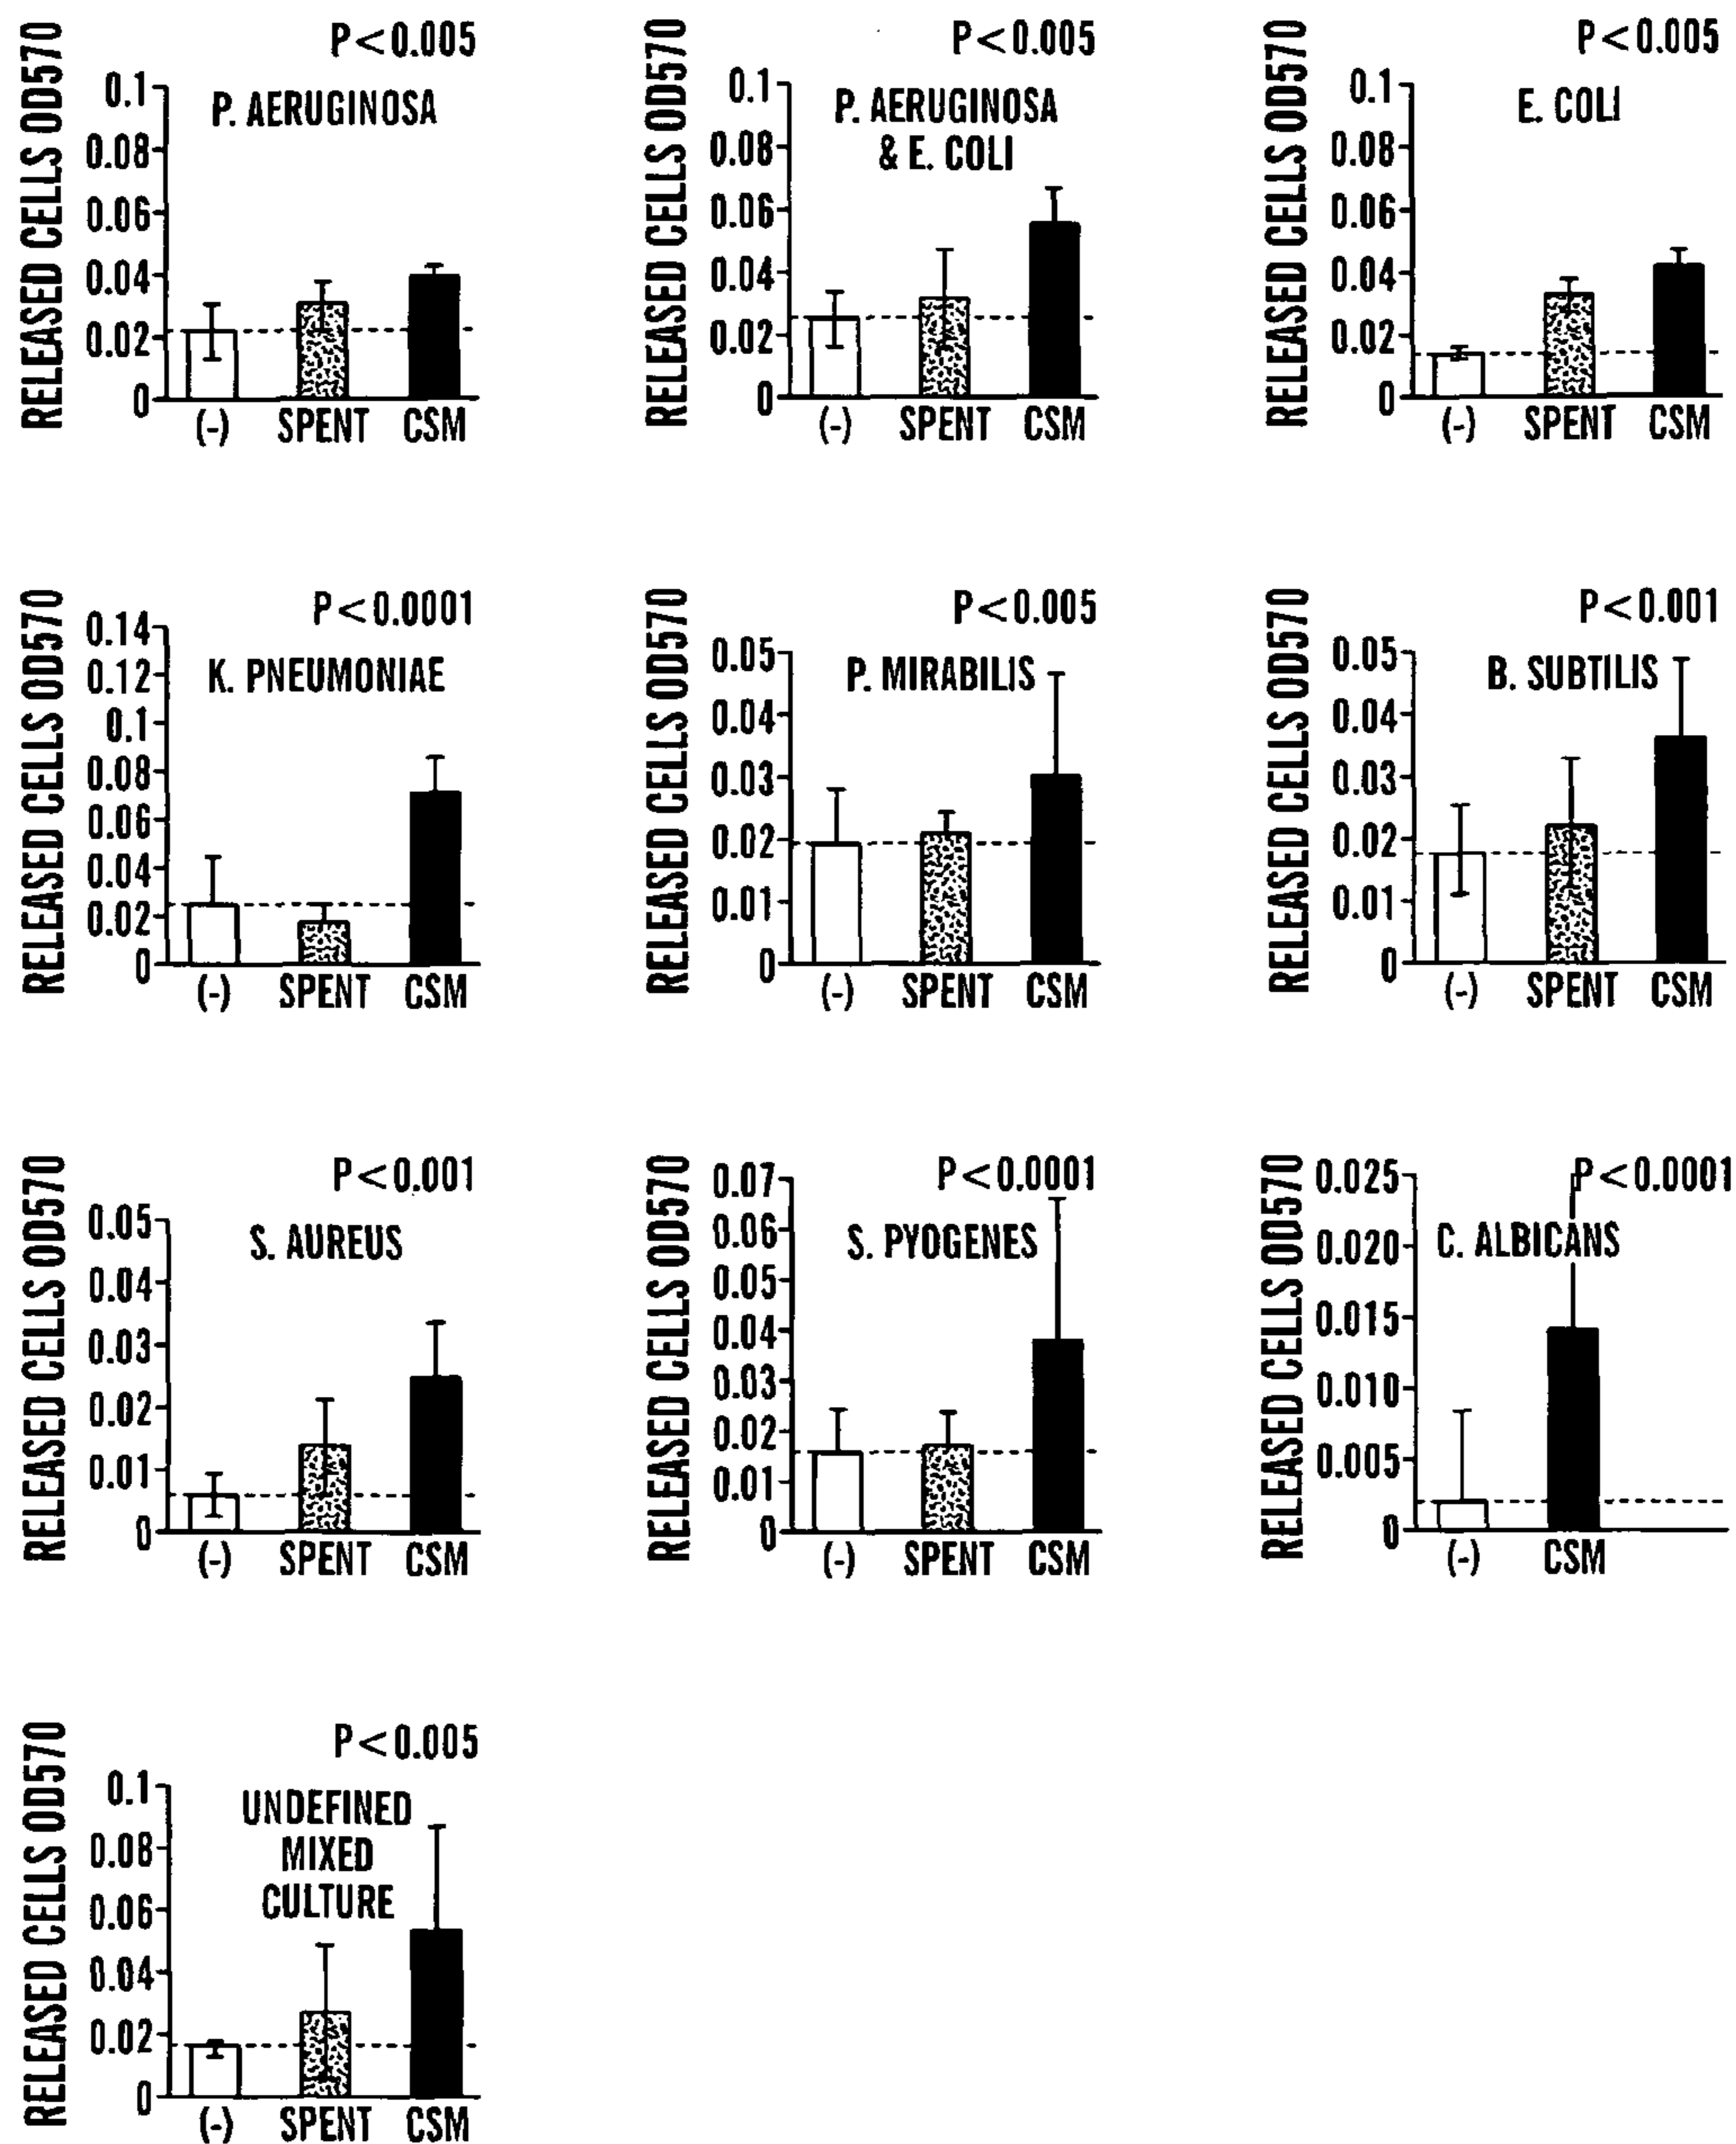 P<0.005
P. AERUGINOSA
RELEASED CELLS OD570
0.1
0.08
0.06
0.04
0.02
0
(-) SPENT CSM
P<0.005
P. AERUGINOSA
& E. COLI
RELEASED CELLS OD570
0.1
0.08
0.06
0.04
0.02
0
(-) SPENT CSM
P<0.005
E. COLI
RELEASED CELLS OD570
0.1
0.08
0.06
0.04
0.02
0
(-) SPENT CSM
P<0.0001
K. PNEUMONIAE
RELEASED CELLS OD570
0.14
0.12
0.1
0.08
0.06
0.04
0.02
0
(-) SPENT CSM
P<0.005
P. MIRABILIS
RELEASED CELLS OD570
0.05
0.04
0.03
0.02
0.01
0
(-) SPENT CSM
P<0.001
B. SUBTILIS
RELEASED CELLS OD570
0.05
0.04
0.03
0.02
0.01
0
(-) SPENT CSM
P<0.001
S. AUREUS
RELEASED CELLS OD570
0.05
0.04
0.03
0.02
0.01
0
(-) SPENT CSM
P<0.0001
S. PYOGENES
RELEASED CELLS OD570
0.07
0.06
0.05
0.04
0.03
0.02
0.01
0
(-) SPENT CSM
P<0.0001
C. ALBICANS
RELEASED CELLS OD570
0.025
0.020
0.015
0.010
0.005
0
(-) CSM
P<0.005
UNDEFINED
MIXED
CULTURE
RELEASED CELLS OD570
0.1
0.08
0.06
0.04
0.02
0
(-) SPENT CSM